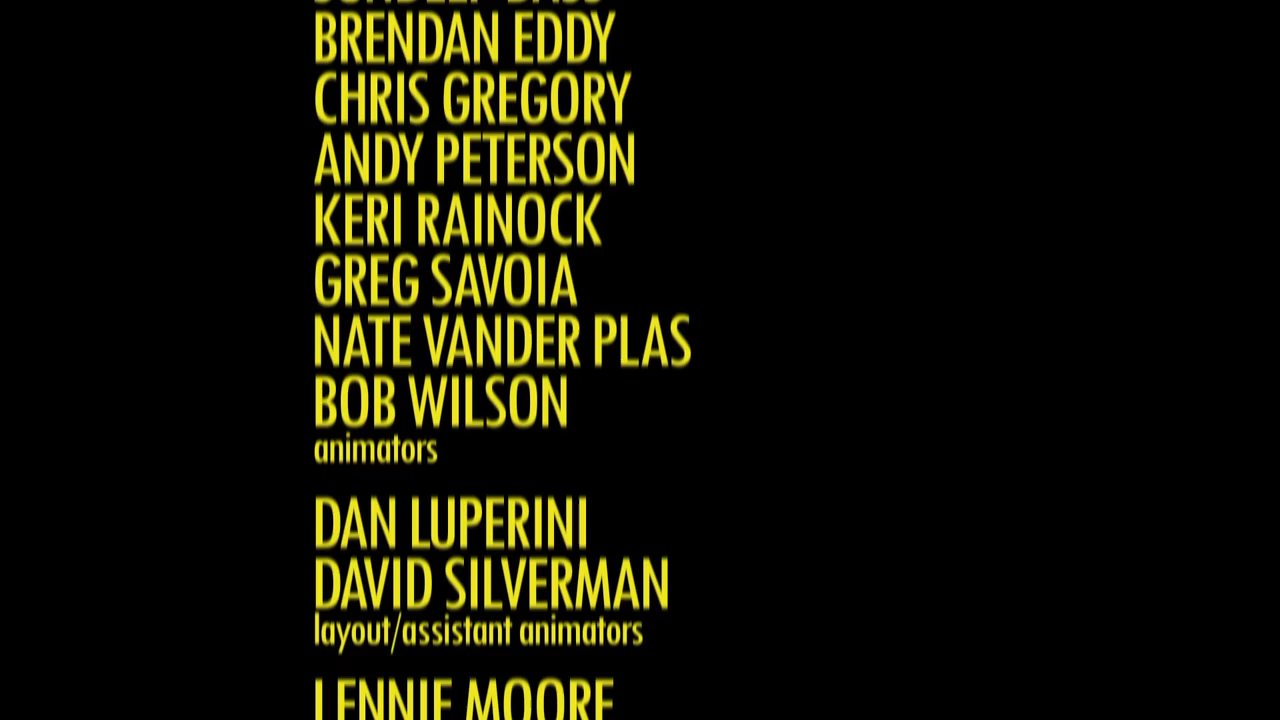 BRENDAN EDDY
CHRIS GREGORY
ANDY PETERSON
KERI RAINOCK
GREG SAVOIA
NATE VANDER PLAS
BOB WILSON
animators
DAN LUPERINI
DAVID SILVERMAN
layout/assistant animators
LENNIE MOORE